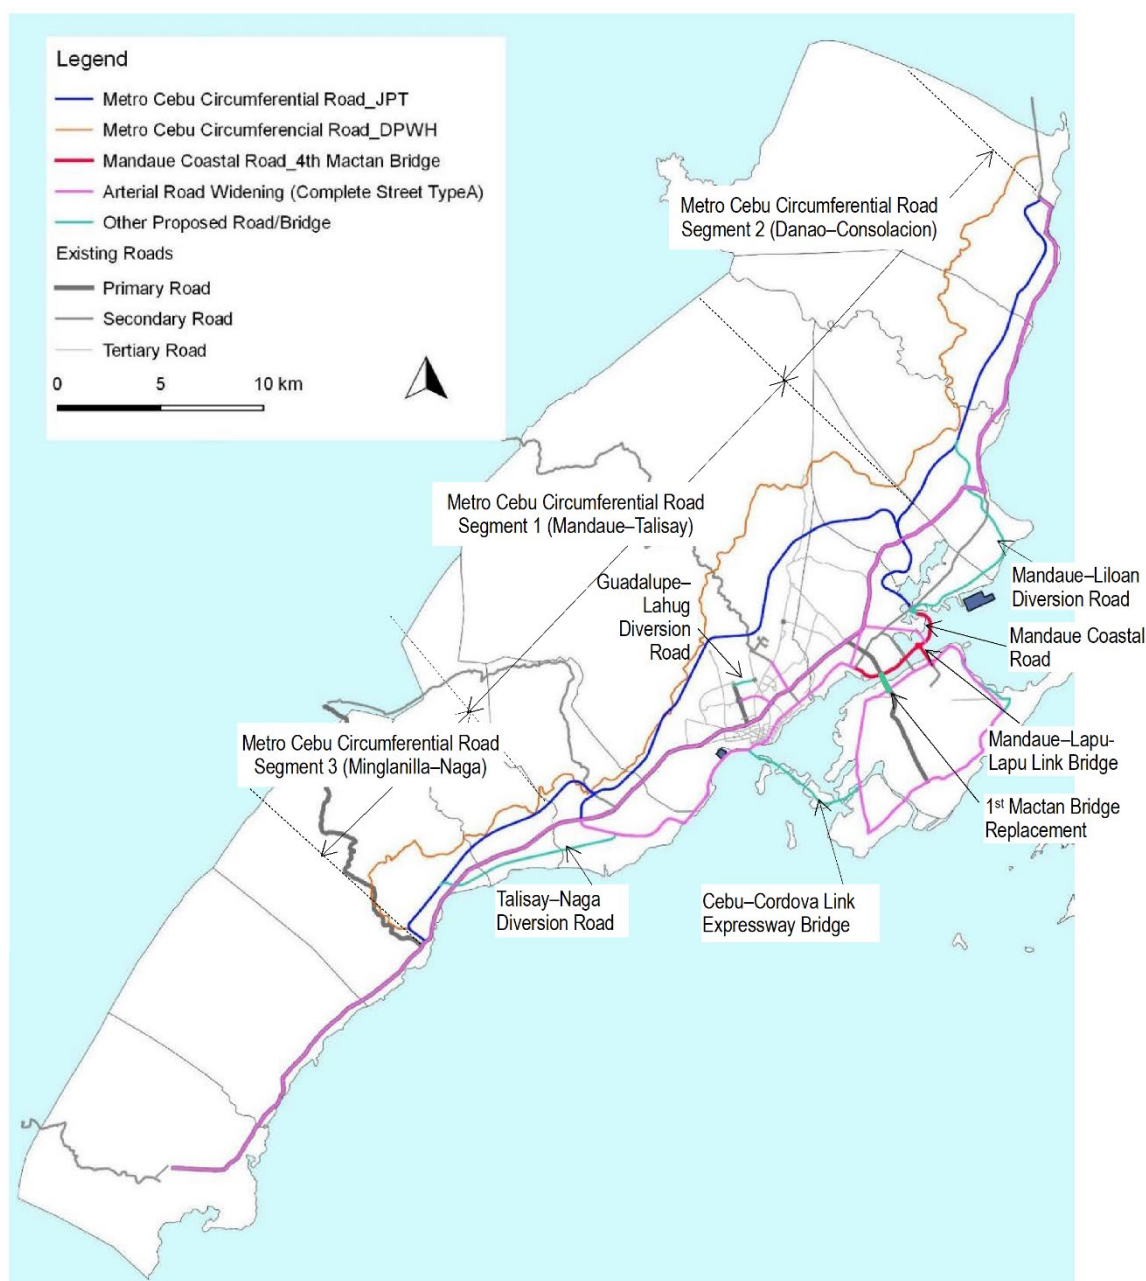 Legend
Metro Cebu Circumferential Road_JPT
Metro Cebu Circumferencial Road_DPWH
Mandaue Coastal Road_4th Mactan Bridge
Arterial Road Widening (Complete Street TypeA)
Other Proposed Road/Bridge
Existing Roads
Primary Road
Secondary Road
Tertiary Road
0 5 10 km
Metro Cebu Circumferential Road
Segment 2 (Danao–Consolacion)
Metro Cebu Circumferential Road
Segment 1 (Mandaue–Talisay)
Guadalupe–
Lahug
Diversion
Road
Mandaue–Liloan
Diversion Road
Mandaue Coastal
Road
Metro Cebu Circumferential Road
Segment 3 (Minglanilla–Naga)
Mandaue–Lapu-
Lapu Link Bridge
1st Mactan Bridge
Replacement
Talisay–Naga
Diversion Road
Cebu–Cordova Link
Expressway Bridge